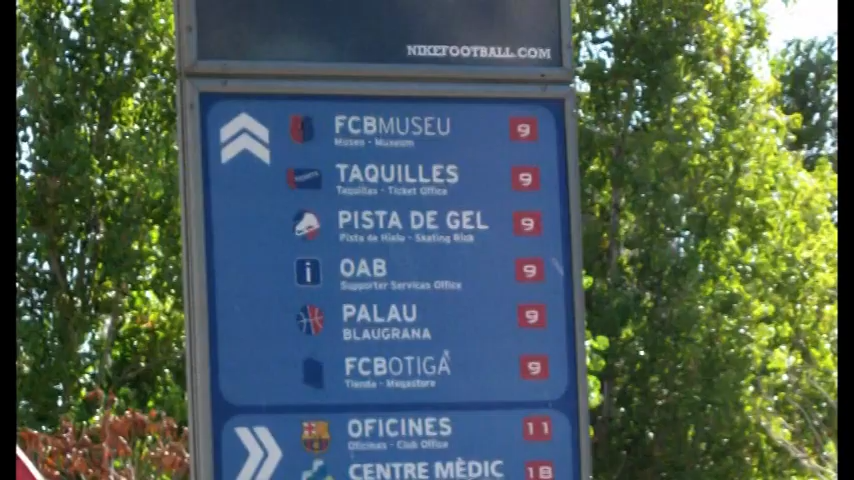 NIKEFOOTBALL.COM
FCBMUSEU 9
Museo - Museum
TAQUILLES 9
Taquillas - Ticket Office
PISTA DE GEL 9
Pista de Hielo - Skating Rink
OAB 9
Supporter Services Office
PALAU 9
BLAUGRANA
FCBOTIGA 9
Tienda - Megastore
OFICINES 11
Oficinas - Club Office
CENTRE MÈDIC 18